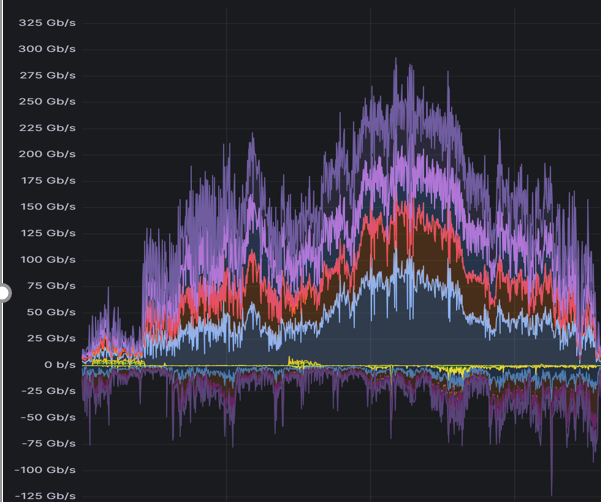 325 Gb/s
300 Gb/s
275 Gb/s
250 Gb/s
225 Gb/s
200 Gb/s
175 Gb/s
150 Gb/s
125 Gb/s
100 Gb/s
75 Gb/s
50 Gb/s
25 Gb/s
0 b/s
-25 Gb/s
-50 Gb/s
-75 Gb/s
-100 Gb/s
-125 Gb/s